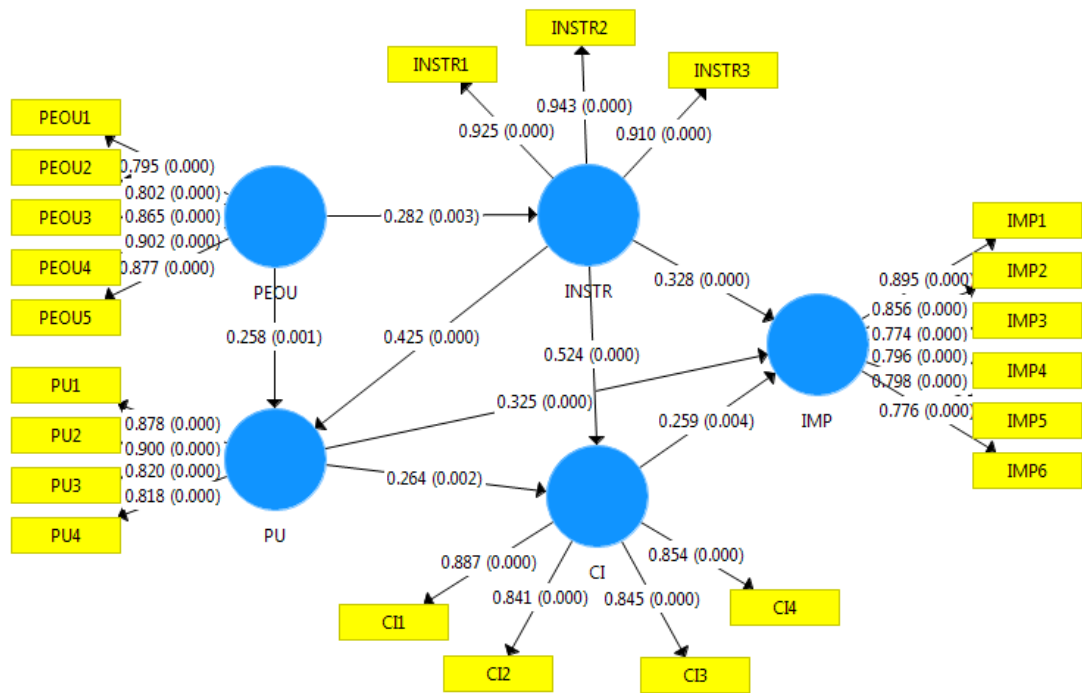 INSTR2
INSTR1
INSTR3
0.943 (0.000)
0.925 (0.000)
0.910 (0.000)
PEOU1
PEOU2
PEOU3
PEOU4
PEOU5
0.795 (0.000)
0.802 (0.000)
0.865 (0.000)
0.902 (0.000)
0.877 (0.000)
PEOU
0.282 (0.003)
INSTR
0.328 (0.000)
IMP1
IMP2
IMP3
IMP4
IMP5
IMP6
0.895 (0.000)
0.856 (0.000)
0.774 (0.000)
0.796 (0.000)
0.798 (0.000)
0.776 (0.000)
IMP
0.258 (0.001)
0.425 (0.000)
0.524 (0.000)
0.325 (0.000)
0.259 (0.004)
PU1
PU2
PU3
PU4
0.878 (0.000)
0.900 (0.000)
0.820 (0.000)
0.818 (0.000)
PU
0.264 (0.002)
CI
0.887 (0.000)
0.841 (0.000)
0.845 (0.000)
0.854 (0.000)
CI1
CI2
CI3
CI4